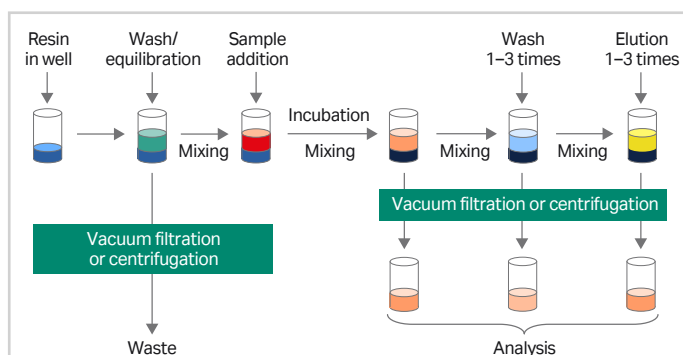 Resin
in well
Wash/
equilibration
Sample
addition
Wash
1–3 times
Elution
1–3 times
Incubation
Mixing
Mixing
Mixing
Mixing
Vacuum filtration
or centrifugation
Vacuum filtration or centrifugation
Waste
Analysis